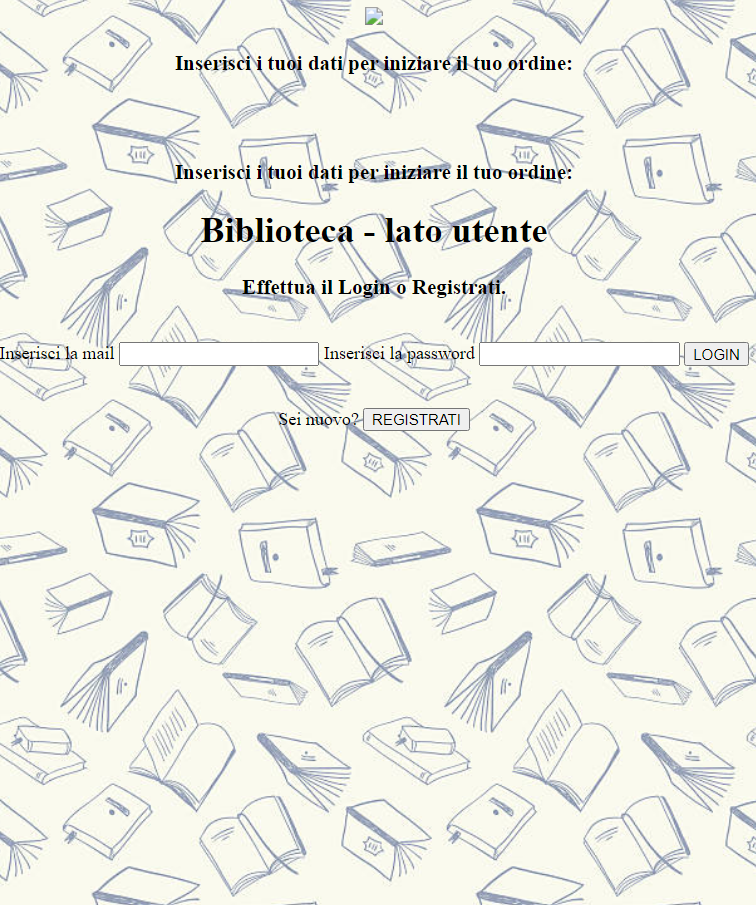 Inserisci i tuoi dati per iniziare il tuo ordine:
Inserisci i tuoi dati per iniziare il tuo ordine:
Biblioteca - lato utente
Effettua il Login o Registrati.
Inserisci la mail Inserisci la password LOGIN
Sei nuovo? REGISTRATI